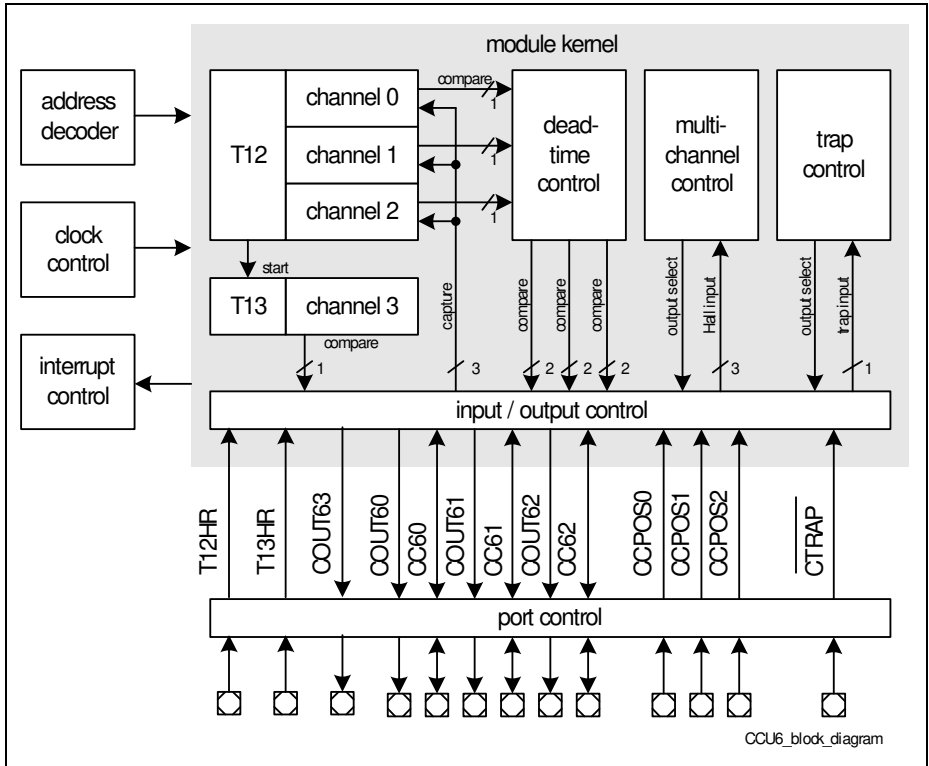 module kernel
address
decoder
clock
control
interrupt
control
T12
channel 0
channel 1
channel 2
compare
1
1
1
dead-
time
control
multi-
channel
control
trap
control
start
T13
channel 3
compare
1
capture
3
compare
2
compare
2
compare
2
output select
Hall input
3
output select
trap input
1
input / output control
T12HR
T13HR
COUT63
COUT60
CC60
COUT61
CC61
COUT62
CC62
CCPOS0
CCPOS1
CCPOS2
CTRAP
port control
CCU6_block_diagram